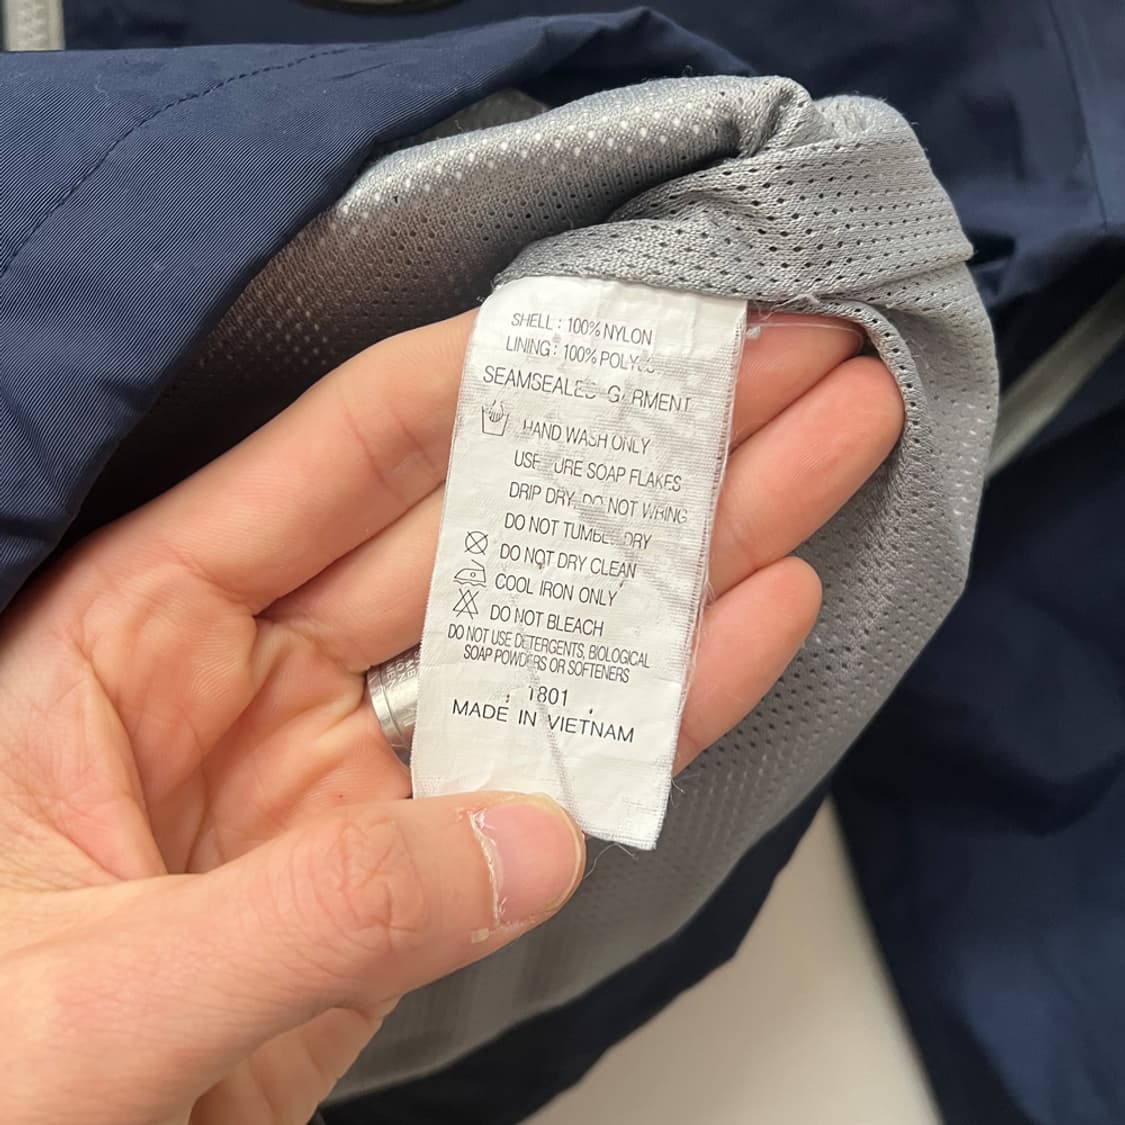 SHELL : 100% NYLON
LINING : 100%
SEAMSEALED GARMENT
HAND WASH ONLY
USE PURE SOAP FLAKES
DRIP DRY DO NOT WRING
DO NOT TUMBLE DRY
DO NOT DRY CLEAN
COOL IRON ONLY
DO NOT BLEACH
DO NOT USE DETERGENTS, BIOLOGICAL
SOAP POWDERS OR SOFTENERS
1801
MADE IN VIETNAM